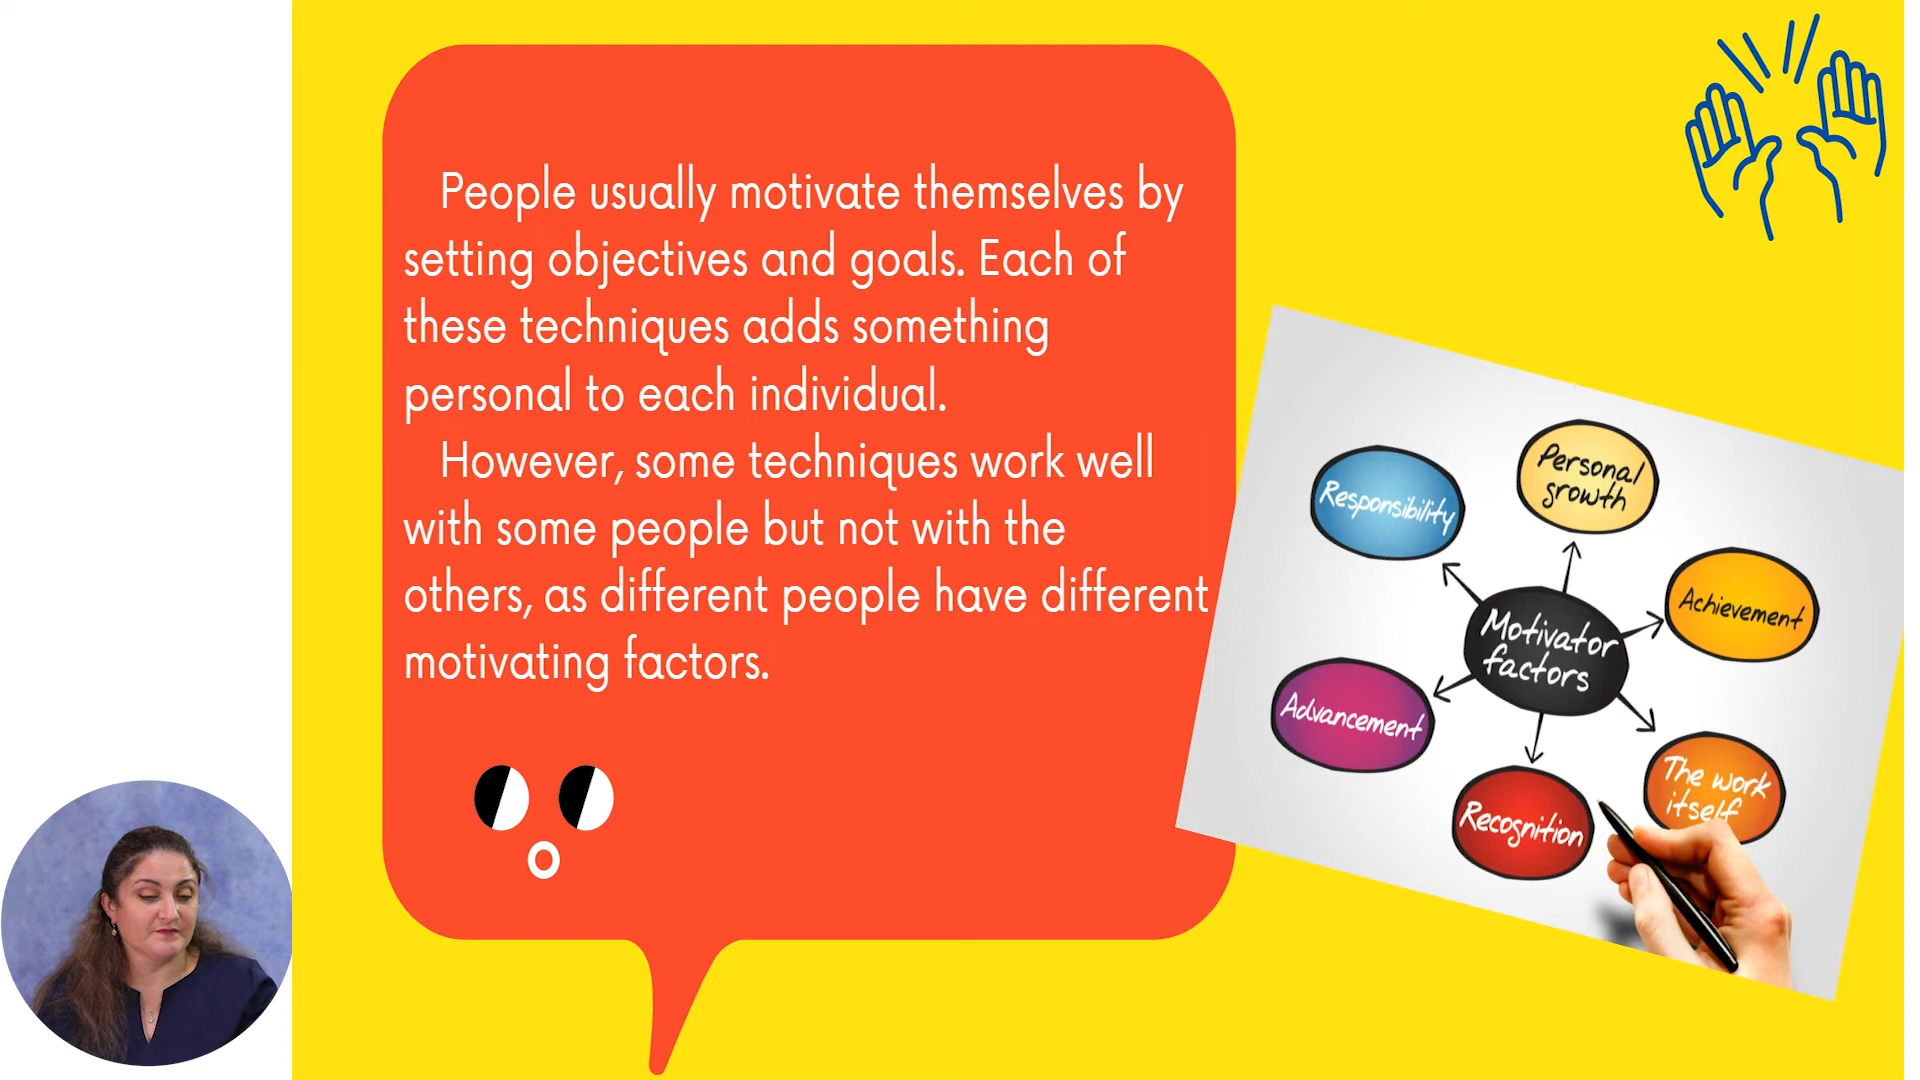 People usually motivate themselves by
setting objectives and goals. Each of
these techniques adds something
personal to each individual.
However, some techniques work well
with some people but not with the
others, as different people have different
motivating factors.
Personal
growth
Responsibility
Achievement
Motivator
factors
Advancement
The work
itself
Recognition